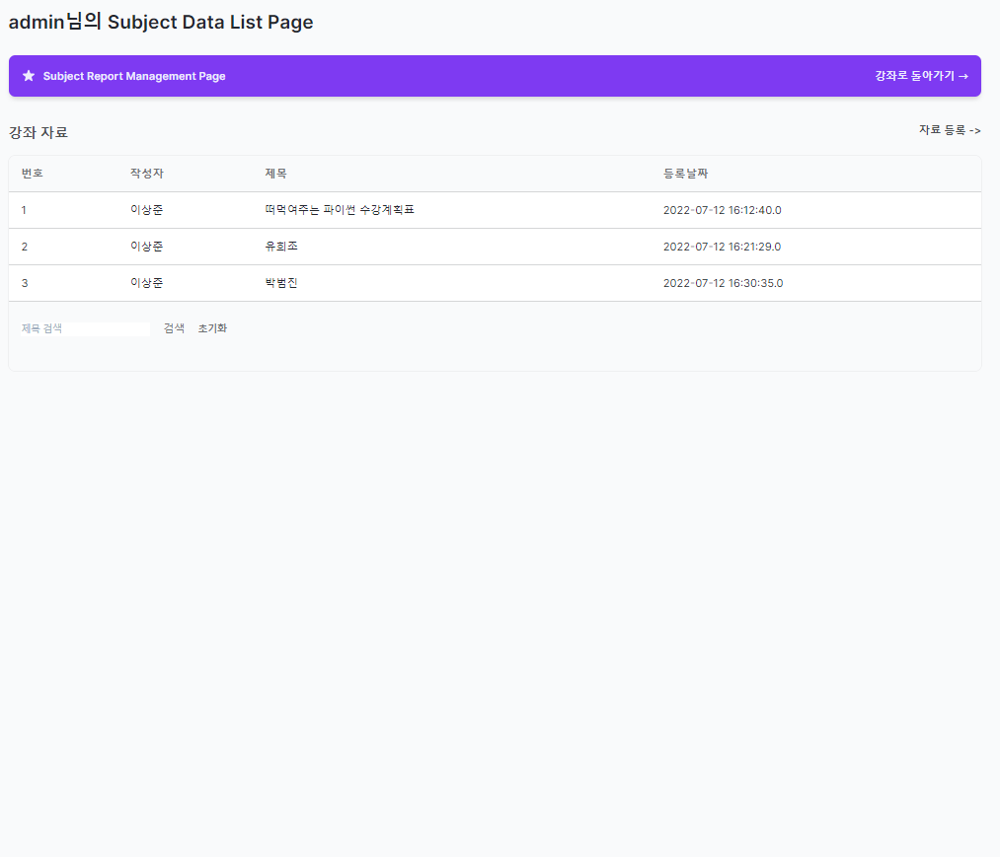 admin님의 Subject Data List Page
★ Subject Report Management Page 강좌로 돌아가기 →
강좌 자료 자료 등록 ->
번호 작성자 제목 등록날짜
1 이상준 떠먹여주는 파이썬 수강계획표 2022-07-12 16:12:40.0
2 이상준 유희조 2022-07-12 16:21:29.0
3 이상준 박범진 2022-07-12 16:30:35.0
제목 검색 검색 초기화